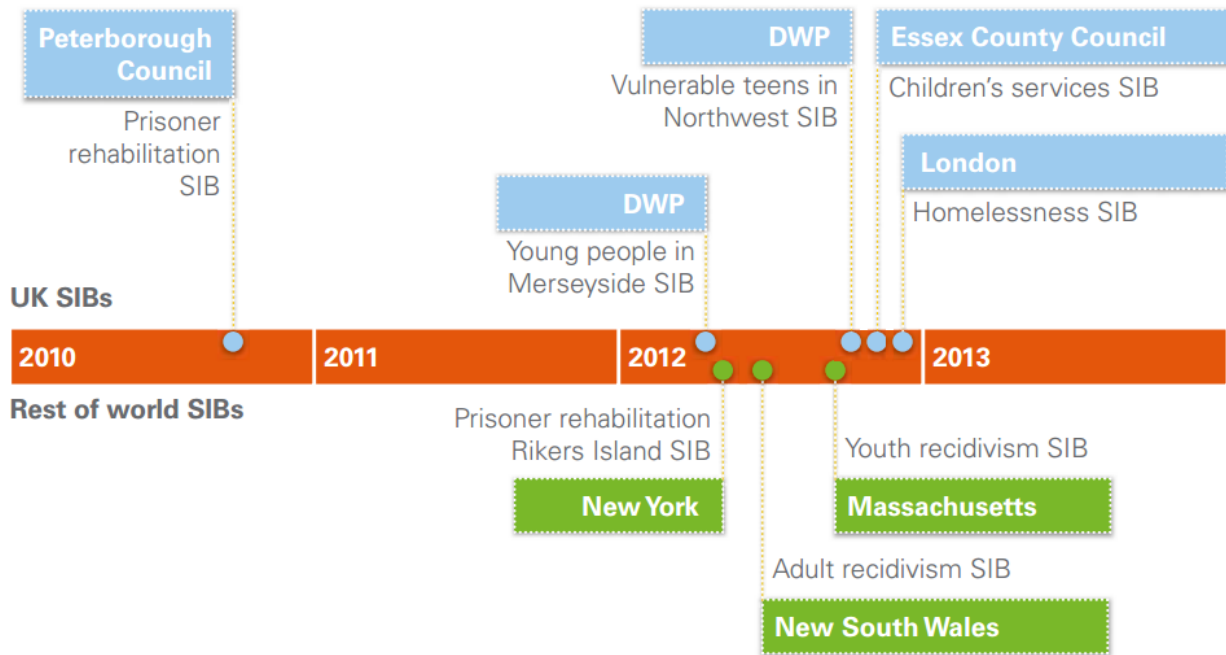 Peterborough
Council
Prisoner
rehabilitation
SIB
DWP
Young people in
Merseyside SIB
DWP
Vulnerable teens in
Northwest SIB
Essex County Council
Children’s services SIB
London
Homelessness SIB
UK SIBs
2010
2011
2012
2013
Rest of world SIBs
Prisoner rehabilitation
Rikers Island SIB
New York
Youth recidivism SIB
Massachusetts
Adult recidivism SIB
New South Wales